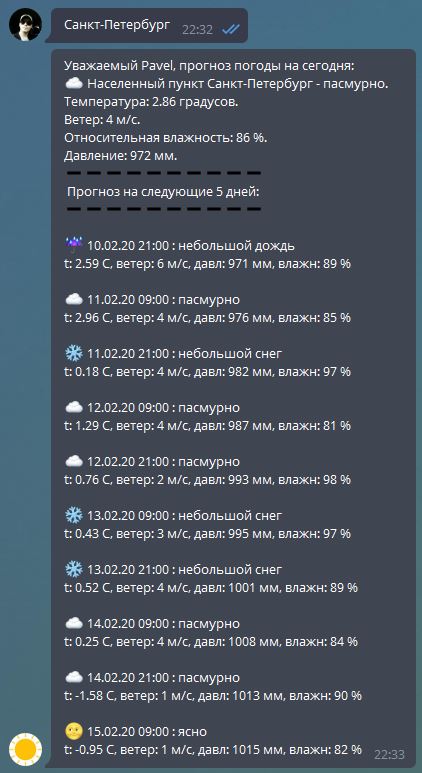 Санкт-Петербург 22:32
Уважаемый Pavel, прогноз погоды на сегодня:
Населенный пункт Санкт-Петербург - пасмурно.
Температура: 2.86 градусов.
Ветер: 4 м/с.
Относительная влажность: 86 %.
Давление: 972 мм.
Прогноз на следующие 5 дней:
10.02.20 21:00 : небольшой дождь
t: 2.59 С, ветер: 6 м/с, давл: 971 мм, влажн: 89 %
11.02.20 09:00 : пасмурно
t: 2.96 С, ветер: 4 м/с, давл: 976 мм, влажн: 85 %
11.02.20 21:00 : небольшой снег
t: 0.18 С, ветер: 4 м/с, давл: 982 мм, влажн: 97 %
12.02.20 09:00 : пасмурно
t: 1.29 С, ветер: 4 м/с, давл: 987 мм, влажн: 81 %
12.02.20 21:00 : пасмурно
t: 0.76 С, ветер: 2 м/с, давл: 993 мм, влажн: 98 %
13.02.20 09:00 : небольшой снег
t: 0.43 С, ветер: 3 м/с, давл: 995 мм, влажн: 97 %
13.02.20 21:00 : небольшой снег
t: 0.52 С, ветер: 4 м/с, давл: 1001 мм, влажн: 89 %
14.02.20 09:00 : пасмурно
t: 0.25 С, ветер: 4 м/с, давл: 1008 мм, влажн: 84 %
14.02.20 21:00 : пасмурно
t: -1.58 С, ветер: 1 м/с, давл: 1013 мм, влажн: 90 %
15.02.20 09:00 : ясно
t: -0.95 С, ветер: 1 м/с, давл: 1015 мм, влажн: 82 % 22:33